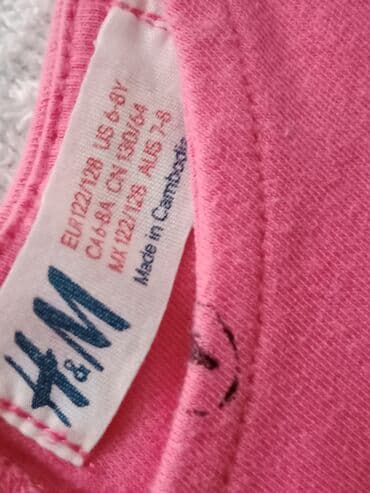 EUR 122/128 US 6-8Y
CA 6-8A CN 130/64
MX 122/128 AUS 7-8
Made in Cambodia
H&M